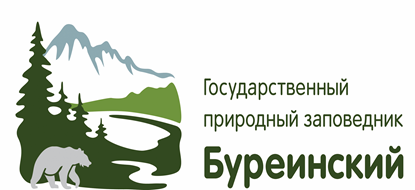 Государственный
природный заповедник
Буреинский